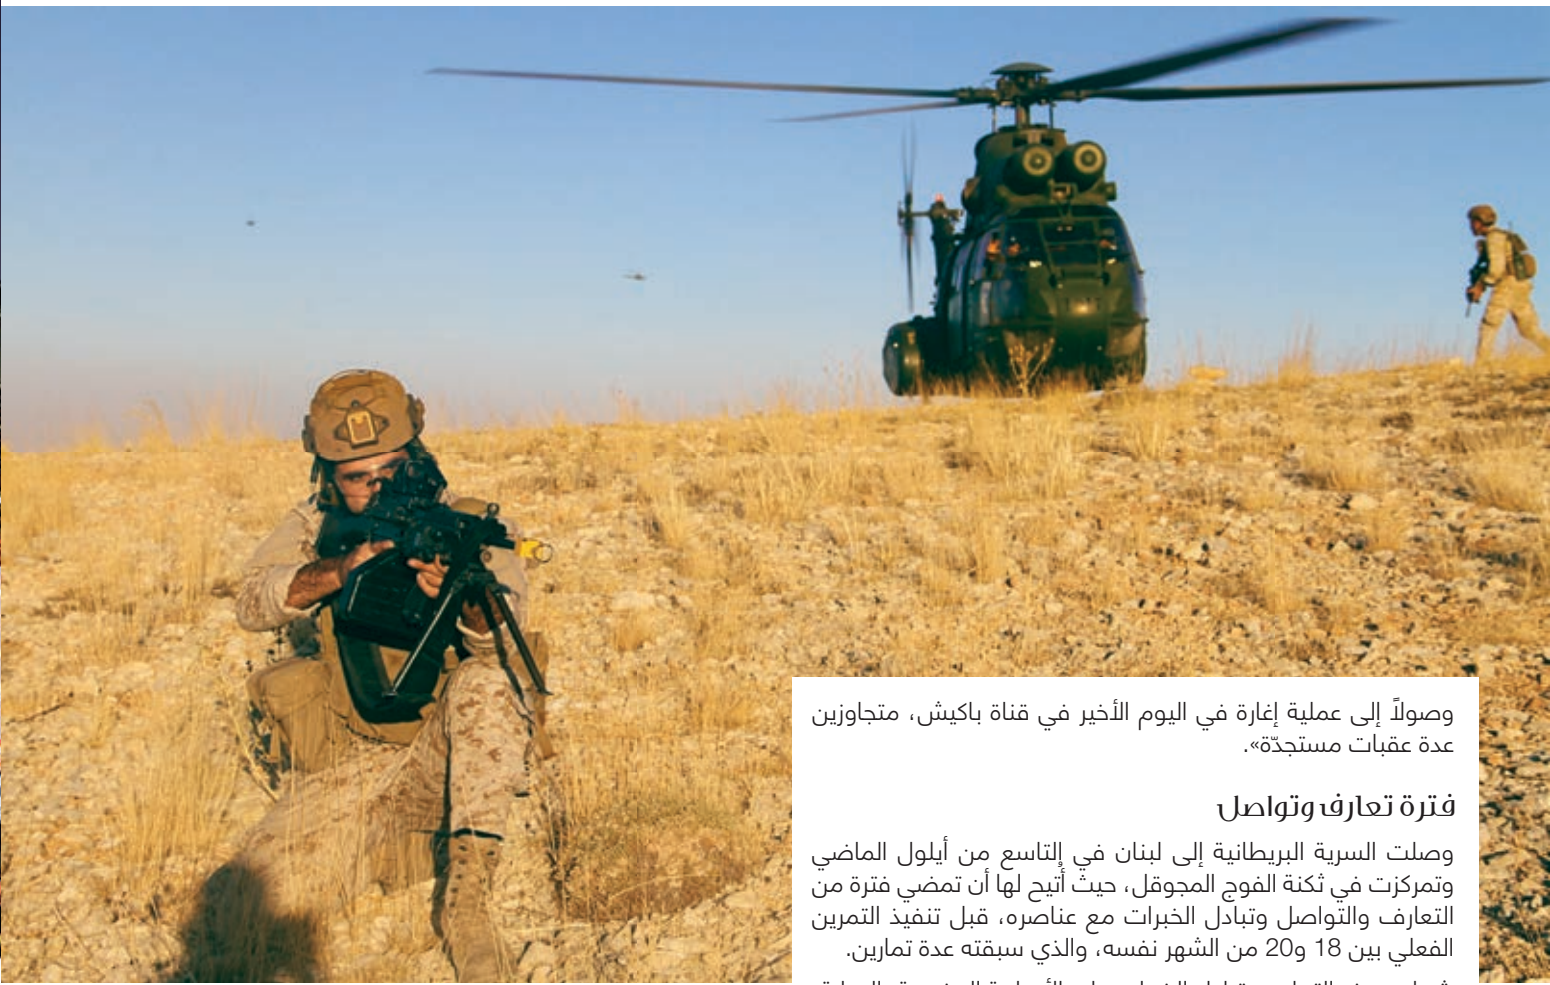 وصولاً إلى عملية إغارة في اليوم الأخير في قناة باكيش، متجاوزين
عدة عقبات مستجدّة».
فترة تعارف وتواصل
وصلت السرية البريطانية إلى لبنان في التاسع من أيلول الماضي
وتمركزت في ثكنة الفوج المجوقل، حيث أُتيح لها أن تمضي فترة من
التعارف والتواصل وتبادل الخبرات مع عناصره، قبل تنفيذ التمرين
الفعلي بين 18 و20 من الشهر نفسه، والذي سبقته عدة تمارين.